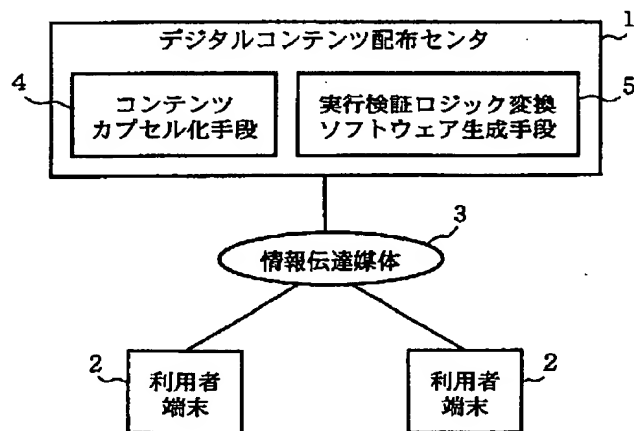 デジタルコンテンツ配布センタ
1
4
コンテンツ
カプセル化手段
実行検証ロジック変換
ソフトウェア生成手段
5
情報伝達媒体
3
2
利用者
端末
利用者
端末
2